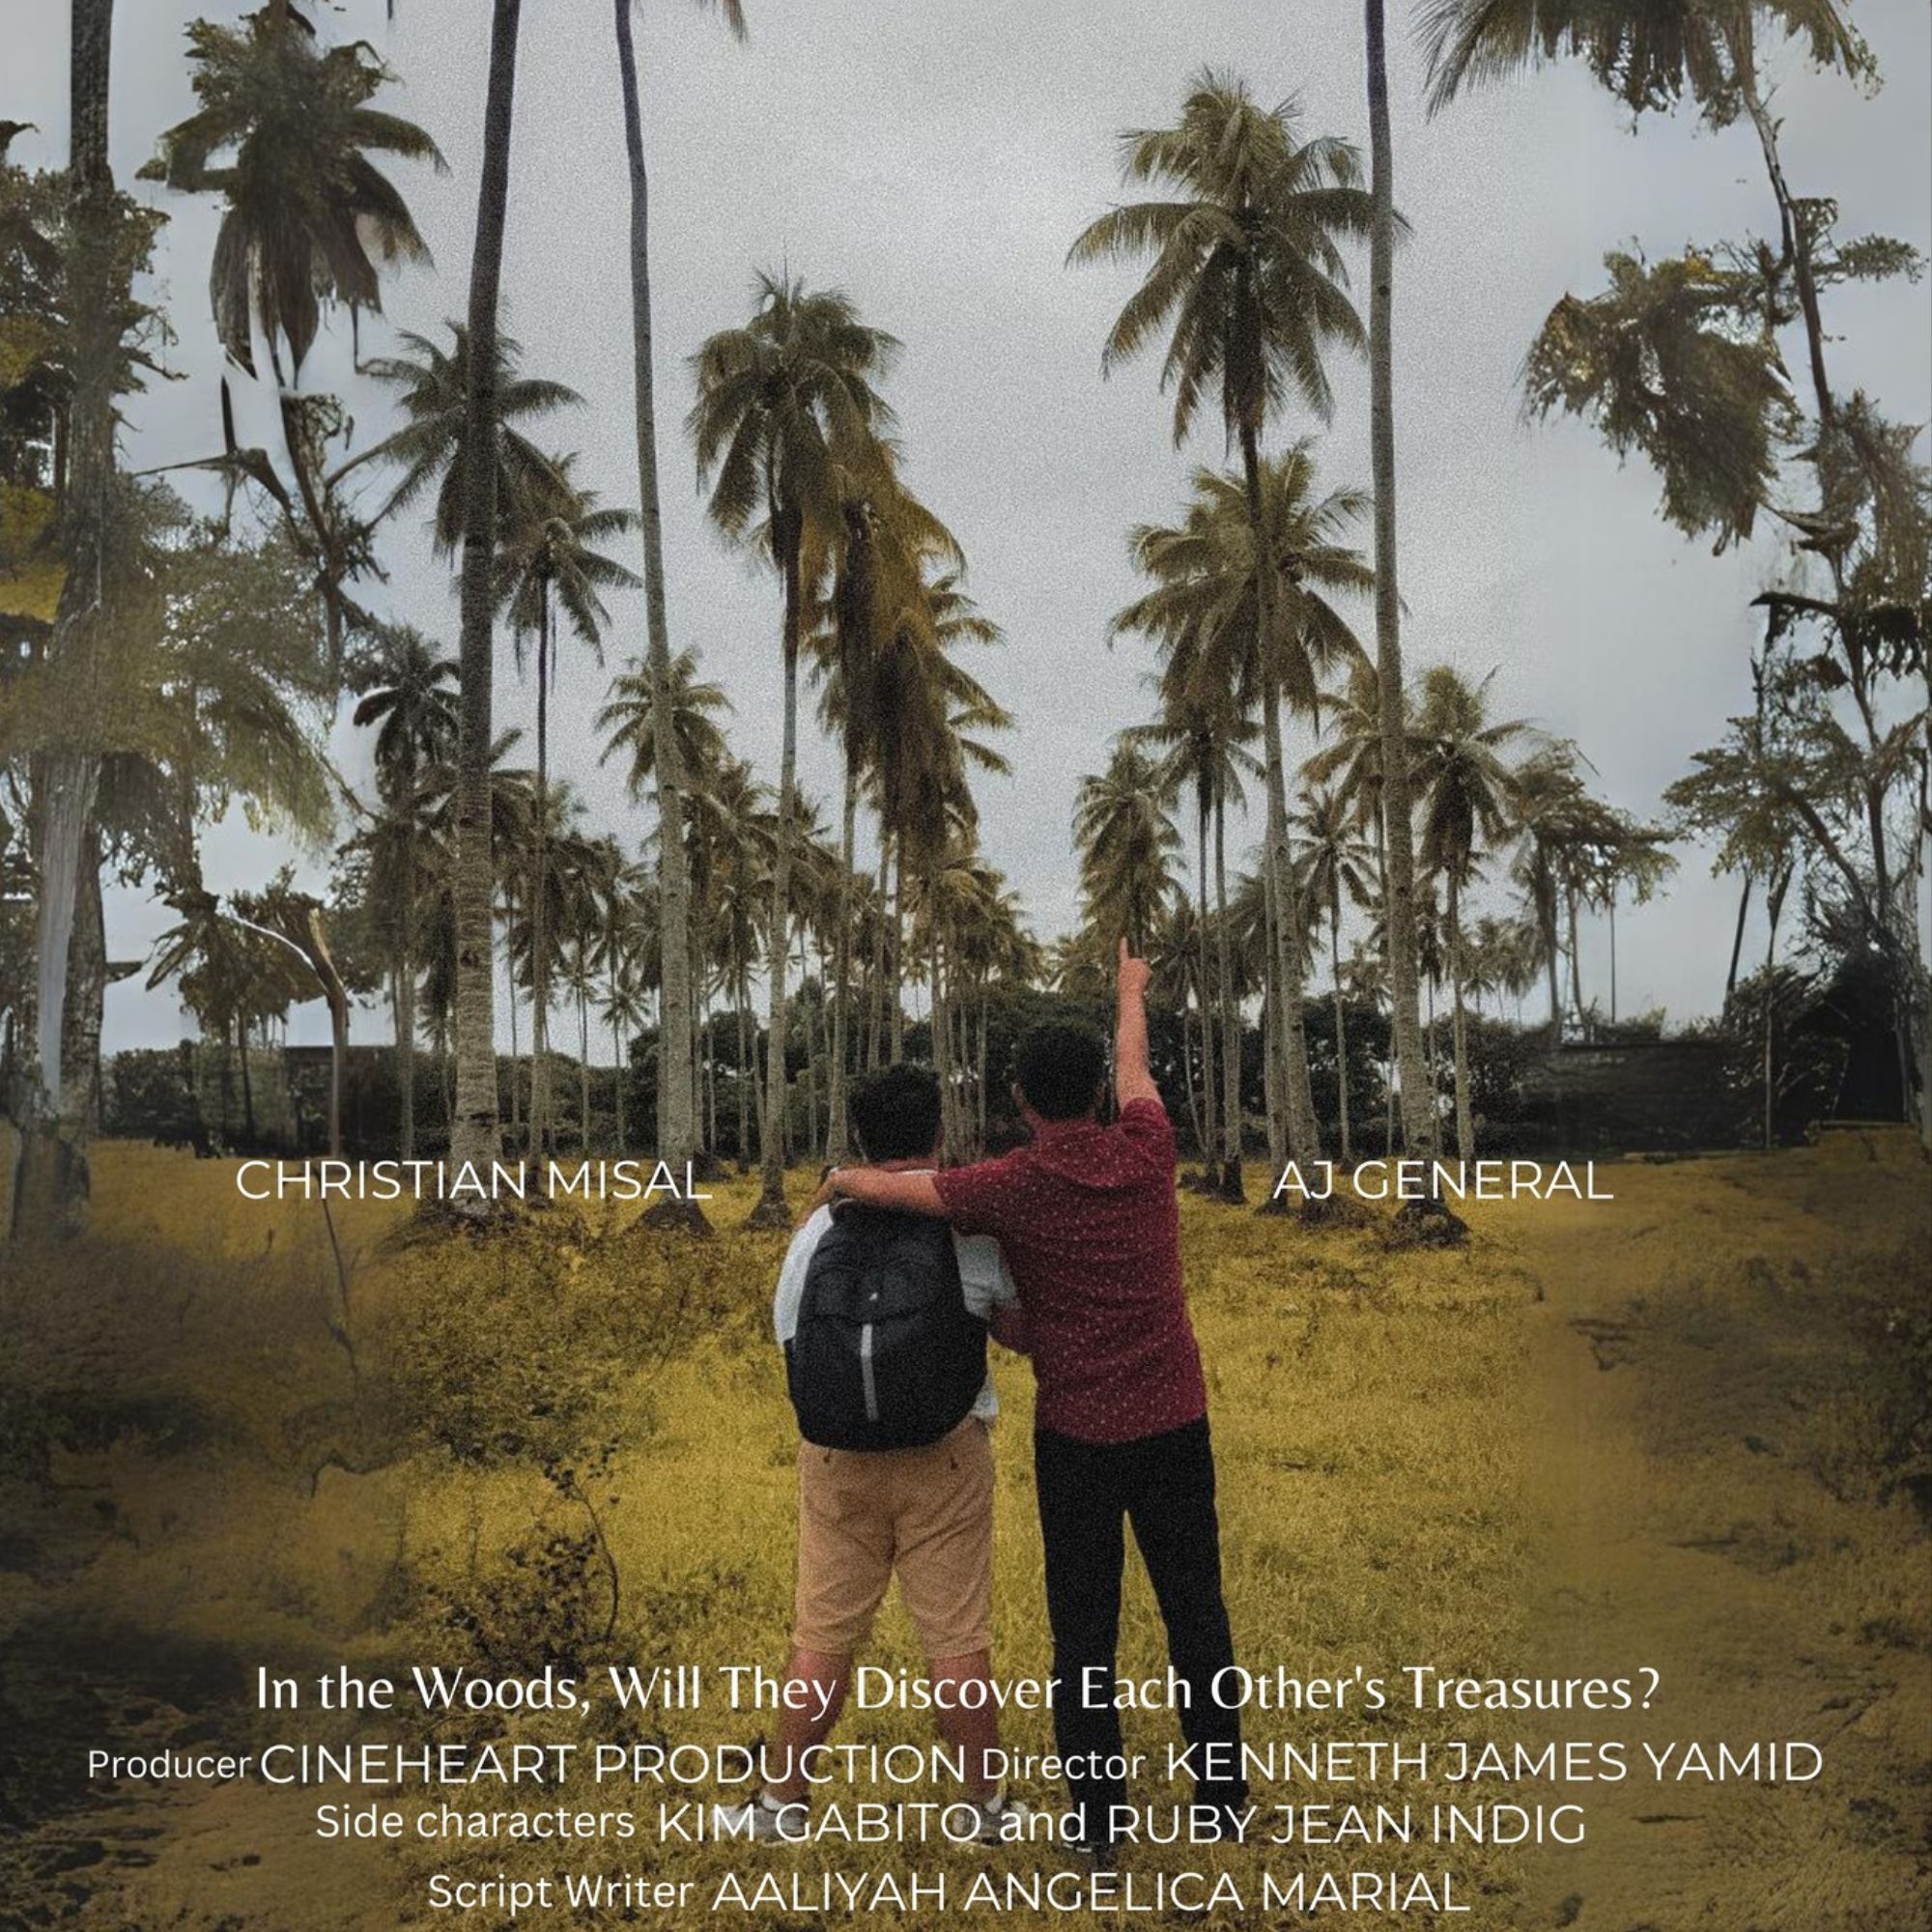 CHRISTIAN MISAL AJ GENERAL
In the Woods, Will They Discover Each Other's Treasures?
Producer CINEHEART PRODUCTION Director KENNETH JAMES YAMID
Side characters KIM GABITO and RUBY JEAN INDIG
Script Writer AALIYAH ANGELICA MARIAL